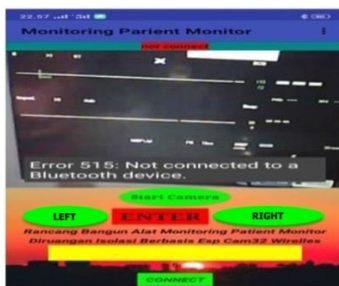 22.57
Monitoring Parient Monitor
not connect
Error 515: Not connected to a
Bluetooth device.
Start Camera
LEFT
ENTER
RIGHT
Rancang Bangun Alat Monitoring Patient Monitor
Diruangan Isolasi Berbasis Esp Cam32 Wirelles
CONNECT